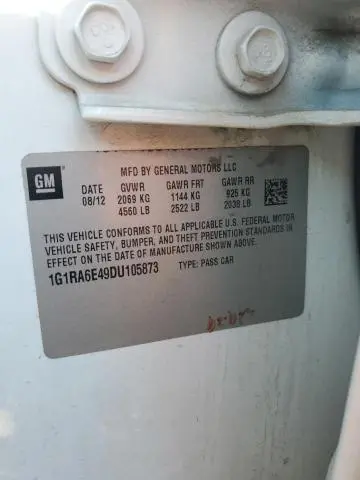 MFD BY GENERAL MOTORS LLC
GM
DATE GVWR GAWR FRT GAWR RR
08/12 2069 KG 1144 KG 925 KG
4560 LB 2522 LB 2038 LB
THIS VEHICLE CONFORMS TO ALL APPLICABLE U.S. FEDERAL MOTOR
VEHICLE SAFETY, BUMPER, AND THEFT PREVENTION STANDARDS
IN EFFECT ON THE DATE OF MANUFACTURE SHOWN ABOVE.
1G1RA6E49DU105873 TYPE: PASS CAR